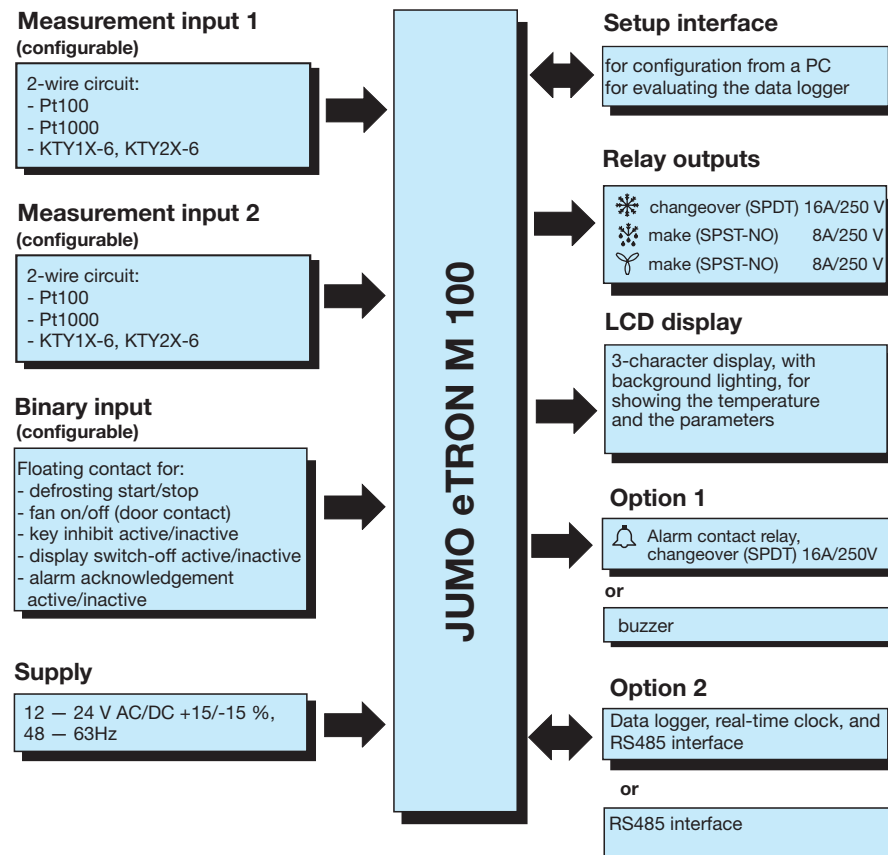 Measurement input 1
(configurable)
2-wire circuit:
- Pt100
- Pt1000
- KTY1X-6, KTY2X-6
Measurement input 2
(configurable)
2-wire circuit:
- Pt100
- Pt1000
- KTY1X-6, KTY2X-6
Binary input
(configurable)
Floating contact for:
- defrosting start/stop
- fan on/off (door contact)
- key inhibit active/inactive
- display switch-off active/inactive
- alarm acknowledgement
active/inactive
Supply
12 — 24 V AC/DC +15/-15 %,
48 — 63Hz
JUMO eTRON M 100
Setup interface
for configuration from a PC
for evaluating the data logger
Relay outputs
changeover (SPDT) 16A/250 V
make (SPST-NO) 8A/250 V
make (SPST-NO) 8A/250 V
LCD display
3-character display, with
background lighting, for
showing the temperature
and the parameters
Option 1
Alarm contact relay,
changeover (SPDT) 16A/250V
or
buzzer
Option 2
Data logger, real-time clock, and
RS485 interface
or
RS485 interface